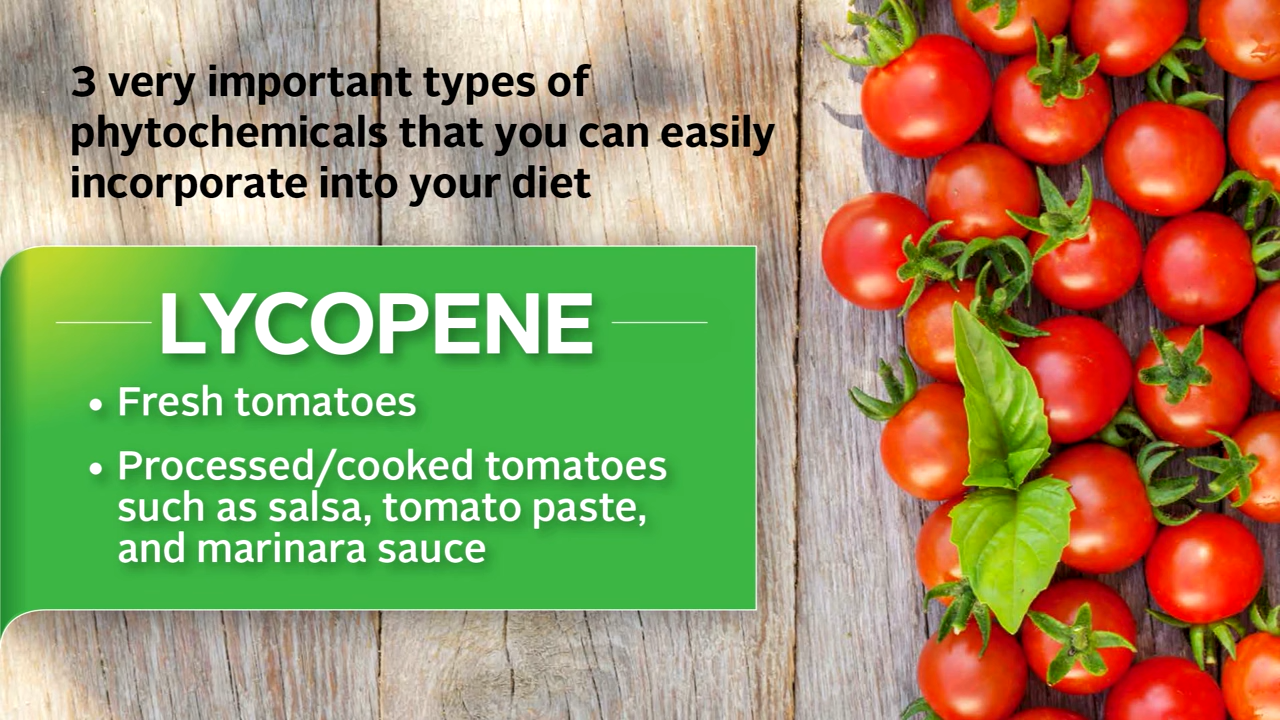 3 very important types of
phytochemicals that you can easily
incorporate into your diet
LYCOPENE
• Fresh tomatoes
• Processed/cooked tomatoes
such as salsa, tomato paste,
and marinara sauce